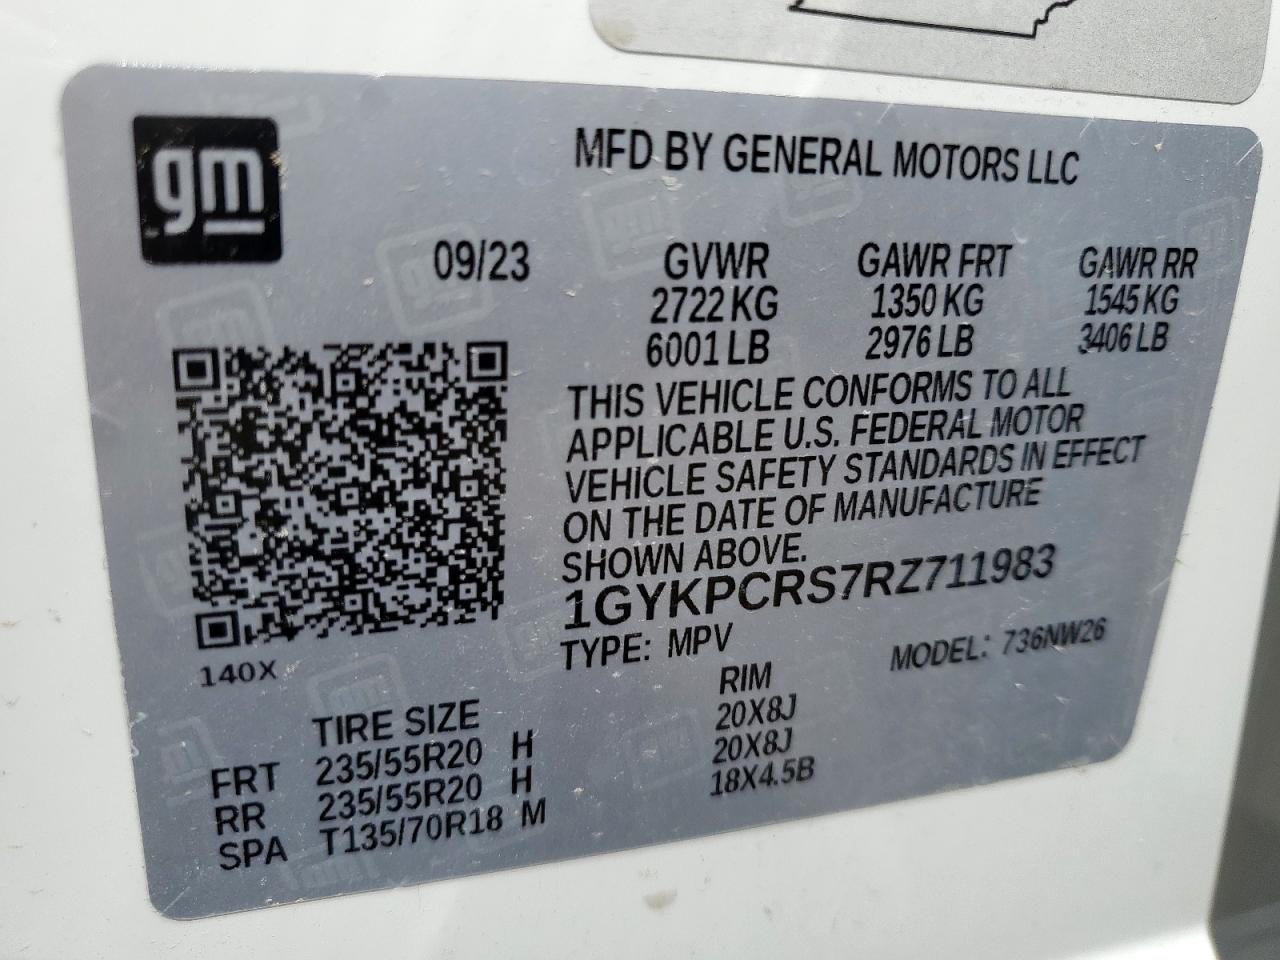 gm
MFD BY GENERAL MOTORS LLC
09/23
GVWR GAWR FRT GAWR RR
2722 KG 1350 KG 1545 KG
6001 LB 2976 LB 3406 LB
THIS VEHICLE CONFORMS TO ALL
APPLICABLE U.S. FEDERAL MOTOR
VEHICLE SAFETY STANDARDS IN EFFECT
ON THE DATE OF MANUFACTURE
SHOWN ABOVE.
1GYKPCRS7RZ711983
TYPE: MPV MODEL: 736NW26
140X
TIRE SIZE RIM
FRT 235/55R20 H 20X8J
RR 235/55R20 H 20X8J
SPA T135/70R18 M 18X4.5B